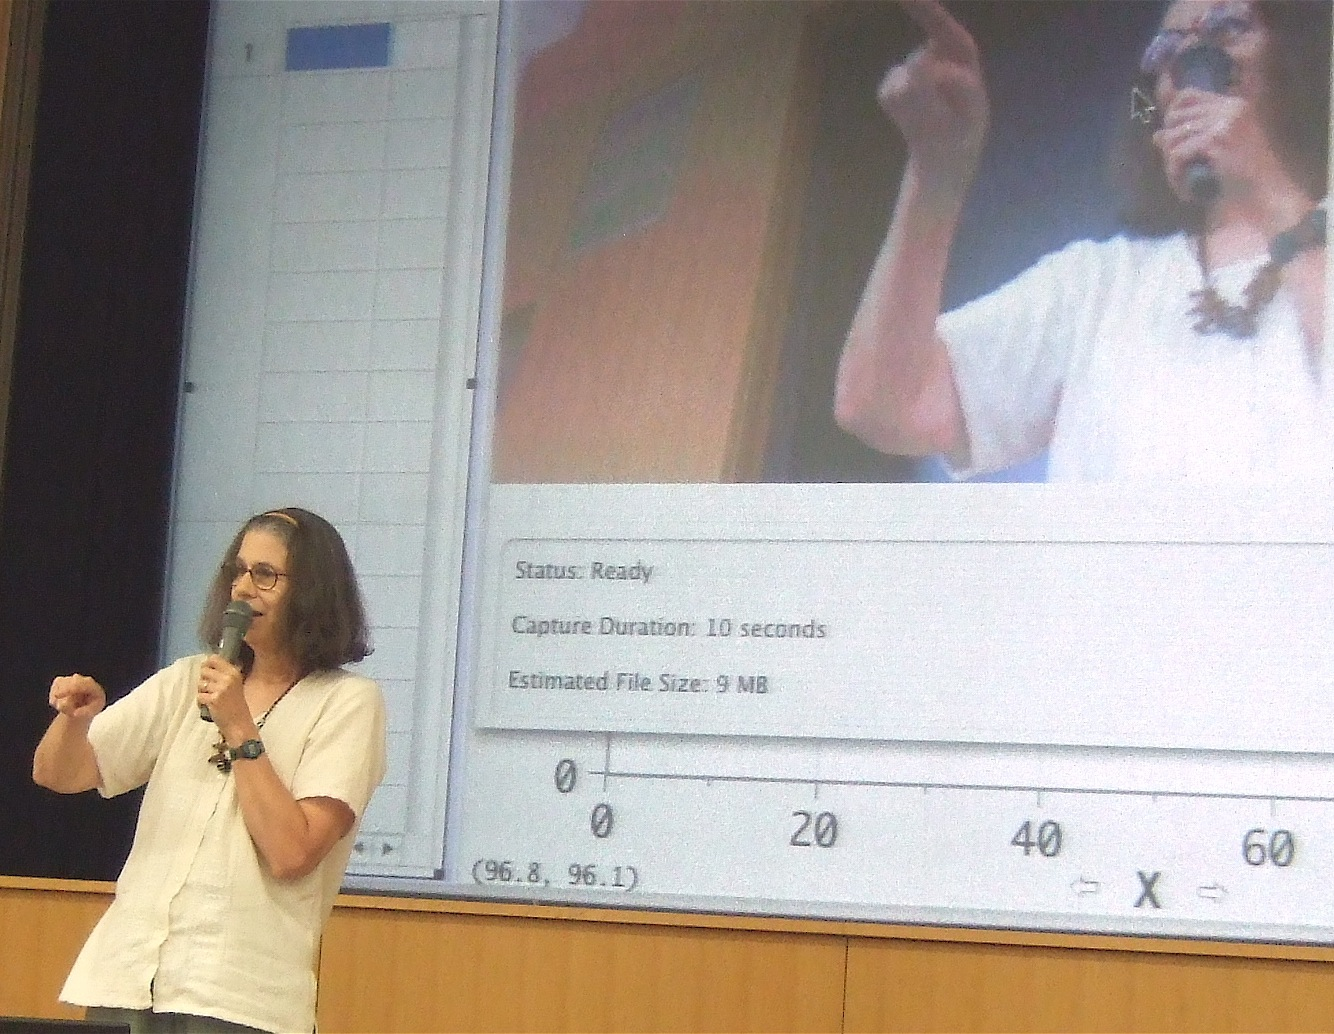 1
Status: Ready
Capture Duration: 10 seconds
Estimated File Size: 9 MB
0
0 20 40 60
(96.8, 96.1)
X